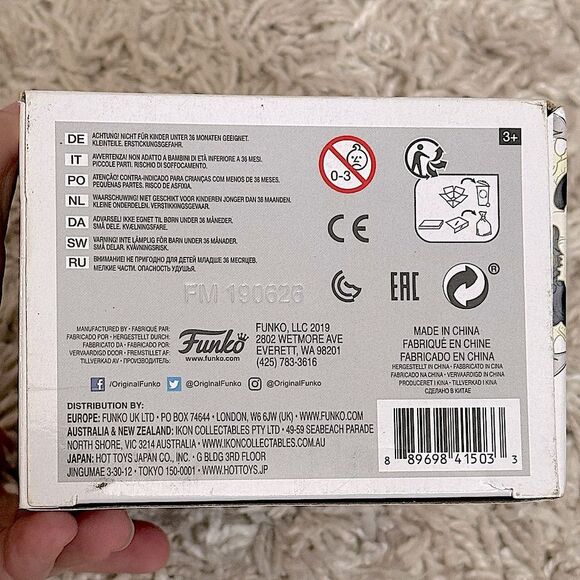 3+
DE ACHTUNG! NICHT FÜR KINDER UNTER 36 MONATEN GEEIGNET.
KLEINTEILE. ERSTICKUNGSGEFAHR.
IT AVVERTENZA! NON ADATTO A BAMBINI DI ETÀ INFERIORE A 36 MESI.
PICCOLE PARTI. RISCHIO DI SOFFOCAMENTO.
PO ATENÇÃO! CONTRA-INDICADO PARA CRIANÇAS COM MENOS DE 36 MESES.
PEQUENAS PARTES. RISCO DE ASFIXIA.
NL WAARSCHUWING! NIET GESCHIKT VOOR KINDEREN JONGER DAN 36 MAANDEN.
KLEINE ONDERDELEN. VERSTIKKINGSGEVAAR.
DA ADVARSEL! IKKE EGNET TIL BØRN UNDER 36 MÅNEDER.
SMÅ DELE. KVÆLNINGSFARE.
SW VARNING! INTE LÄMPLIG FÖR BARN UNDER 36 MÅNADER.
SMÅ DELAR. KVÄVNINGSRISK.
RU ВНИМАНИЕ! НЕ ПРИГОДНО ДЛЯ ДЕТЕЙ МЛАДШЕ 36 МЕСЯЦЕВ.
МЕЛКИЕ ЧАСТИ. ОПАСНОСТЬ УДУШЬЯ.
0-3
CE
EAC
®
FM 190626
MANUFACTURED BY • FABRIQUÉ PAR:
FABRICADO POR • HERGESTELLT DURCH:
FABBRICATO DA • FABRICADO POR:
VERVAARDIGD DOOR • FREMSTILLET AF:
TILLVERKAD AV • ПРОИЗВЕДЕНО:
Funko
www.funko.com
FUNKO, LLC 2019
2802 WETMORE AVE
EVERETT, WA 98201
(425) 783-3616
MADE IN CHINA
FABRIQUÉ EN CHINE
FABRICADO EN CHINA
HERGESTELLT IN CHINA • FABBRICATO IN CINA
FABRICADO NA CHINA • VERVAARDIGD IN CHINA
PRODUCERET I KINA • TILLVERKAD I KINA
СДЕЛАНО В КИТАЕ
/OriginalFunko @OriginalFunko @OriginalFunko
DISTRIBUTION BY:
EUROPE: FUNKO UK LTD • PO BOX 74644 • LONDON, W6 6JW (UK) • WWW.FUNKO.COM
AUSTRALIA & NEW ZEALAND: IKON COLLECTABLES PTY LTD • 49-59 SEABEACH PARADE
NORTH SHORE, VIC 3214 AUSTRALIA • WWW.IKONCOLLECTABLES.COM.AU
JAPAN: HOT TOYS JAPAN CO., INC. • G BLDG 3RD FLOOR
JINGUMAE 3-30-12 • TOKYO 150-0001 • WWW.HOTTOYS.JP
8 89698 41503 3